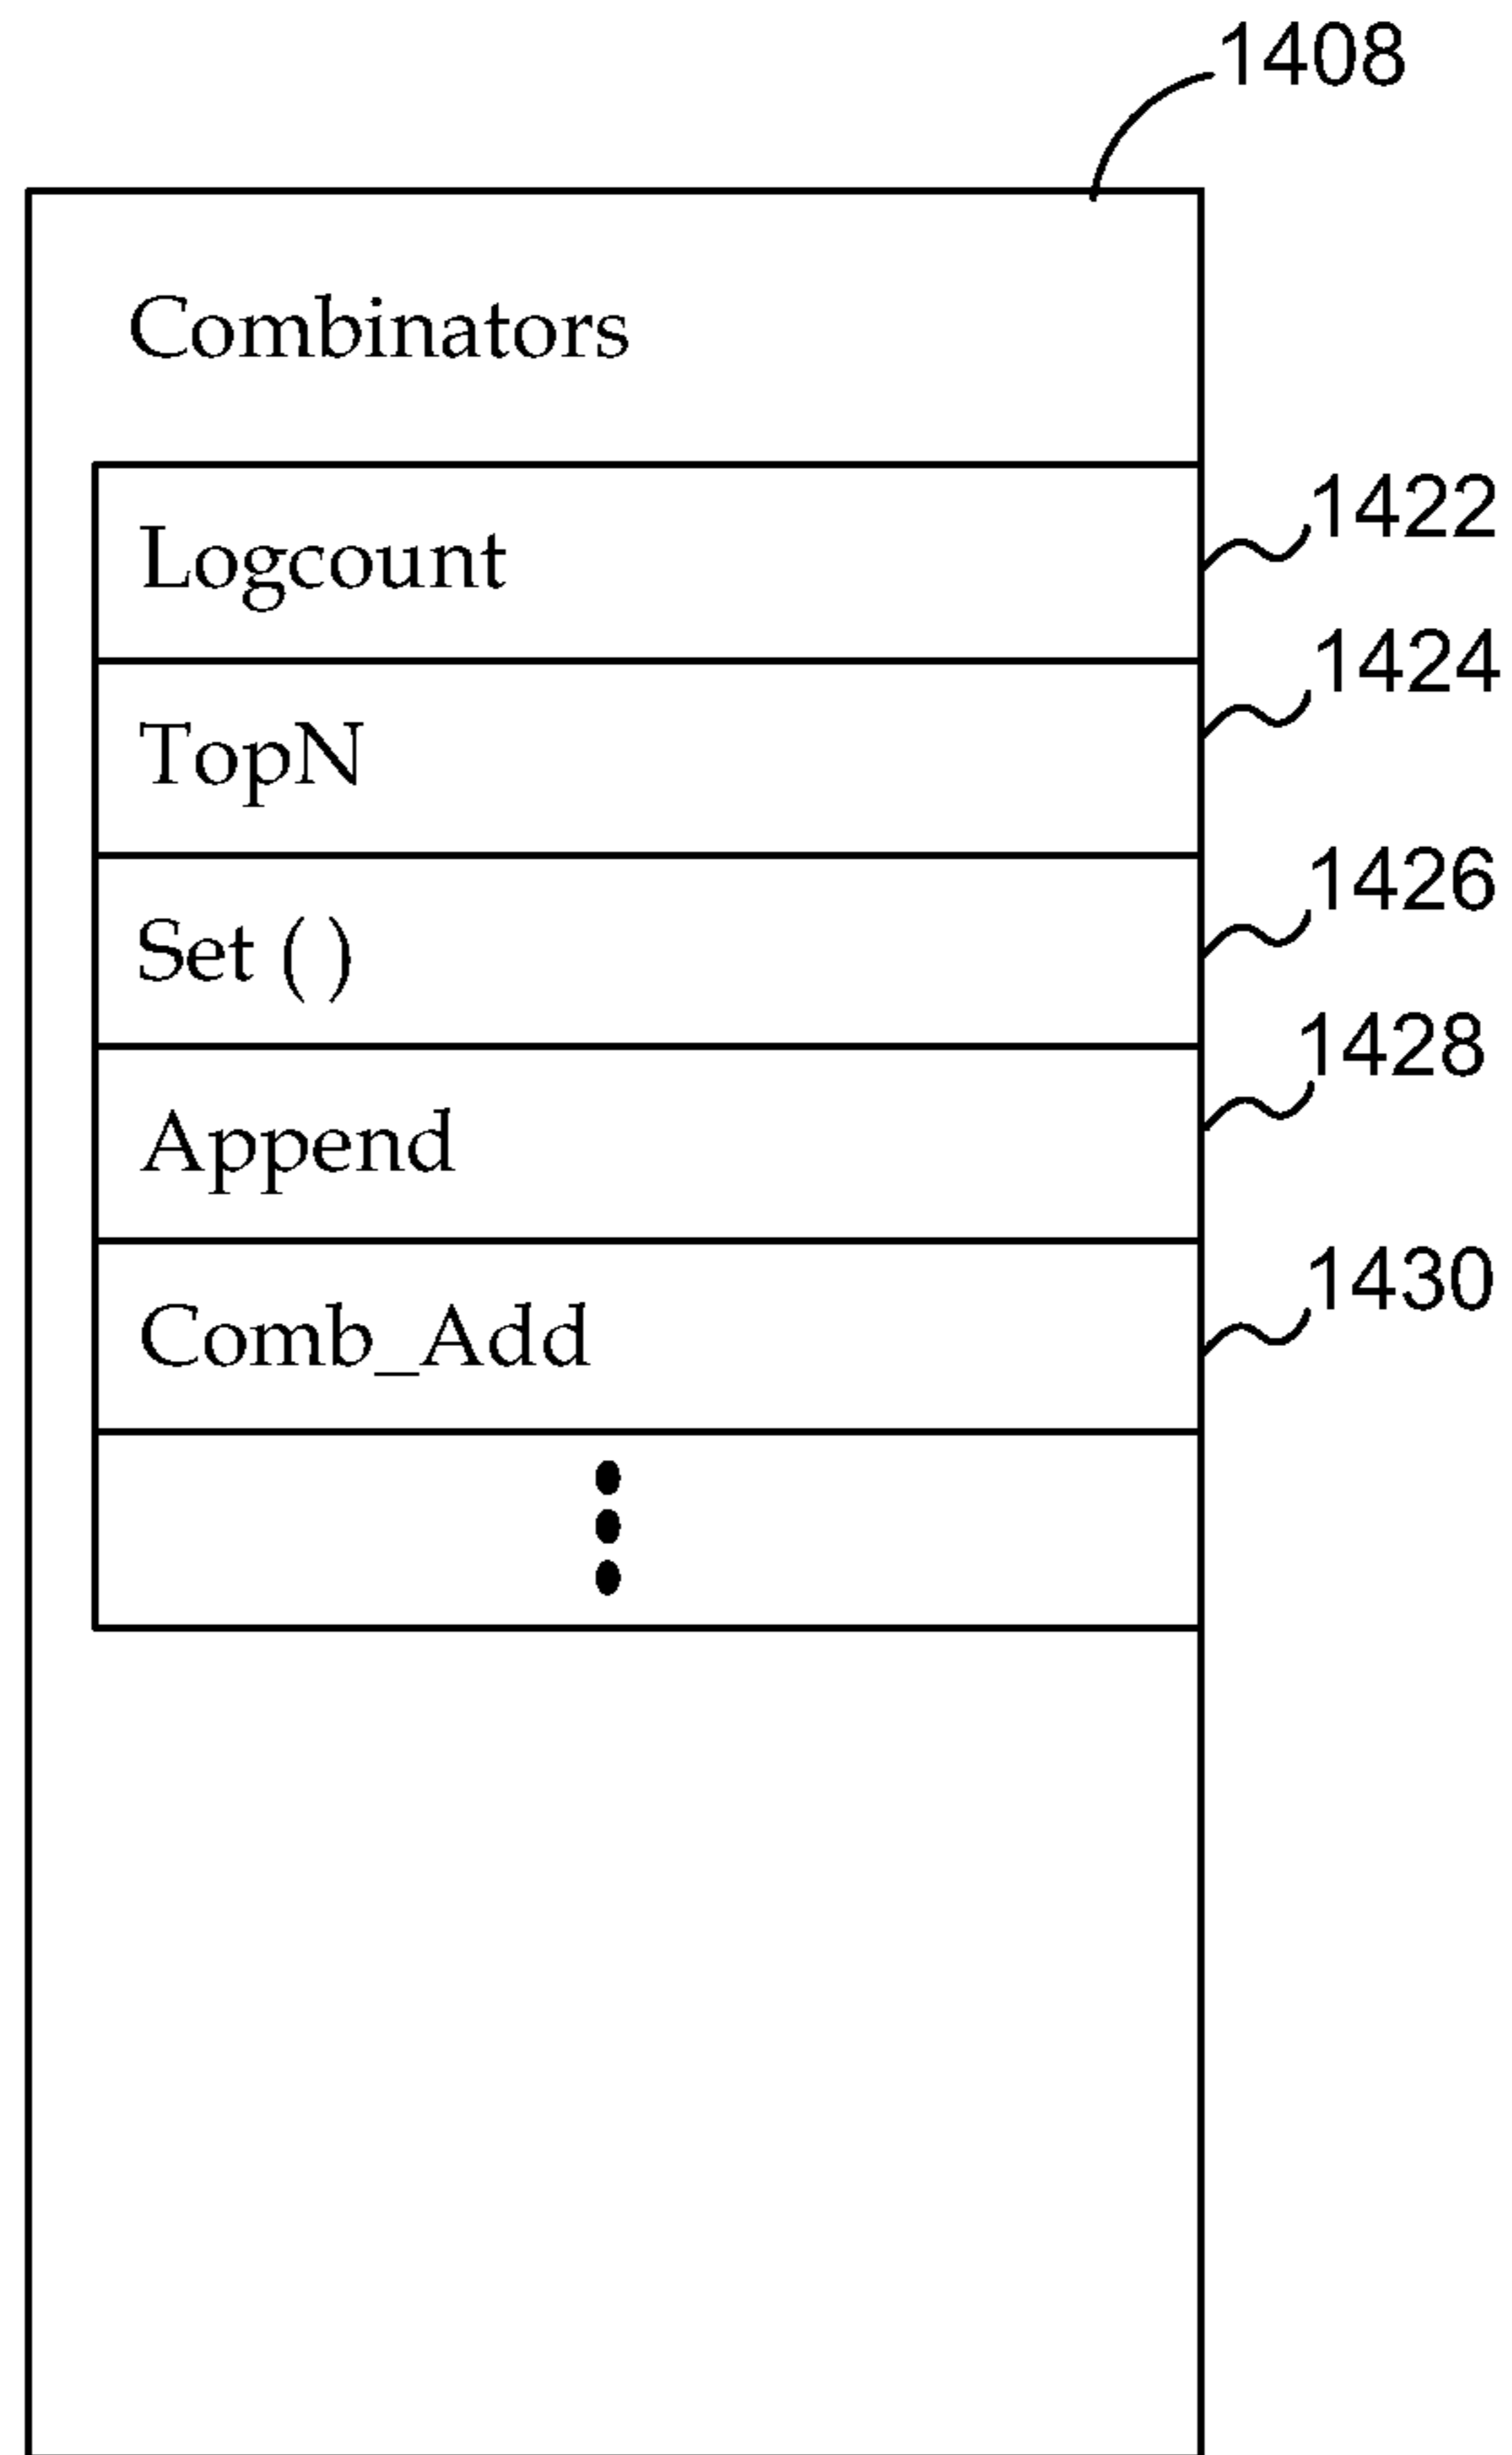 1408
Combinators
Logcount
1422
TopN
1424
Set ( )
1426
Append
1428
Comb_Add
1430